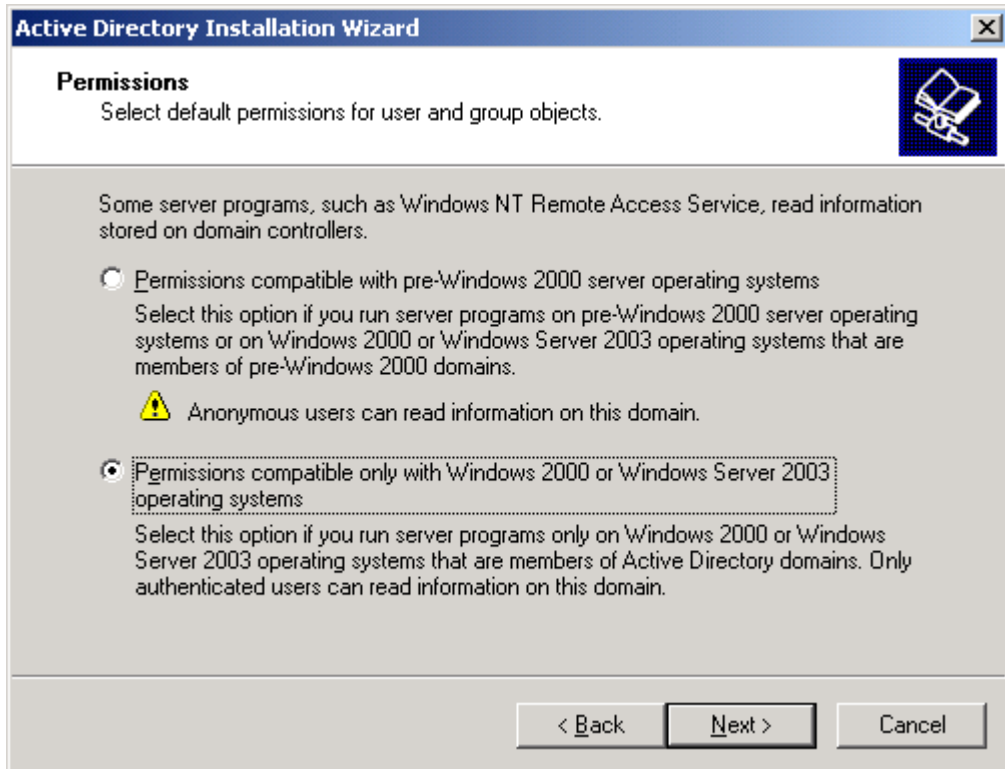 Active Directory Installation Wizard
Permissions
Select default permissions for user and group objects.
Some server programs, such as Windows NT Remote Access Service, read information
stored on domain controllers.
Permissions compatible with pre-Windows 2000 server operating systems
Select this option if you run server programs on pre-Windows 2000 server operating
systems or on Windows 2000 or Windows Server 2003 operating systems that are
members of pre-Windows 2000 domains.
Anonymous users can read information on this domain.
Permissions compatible only with Windows 2000 or Windows Server 2003
operating systems
Select this option if you run server programs only on Windows 2000 or Windows
Server 2003 operating systems that are members of Active Directory domains. Only
authenticated users can read information on this domain.
< Back Next > Cancel